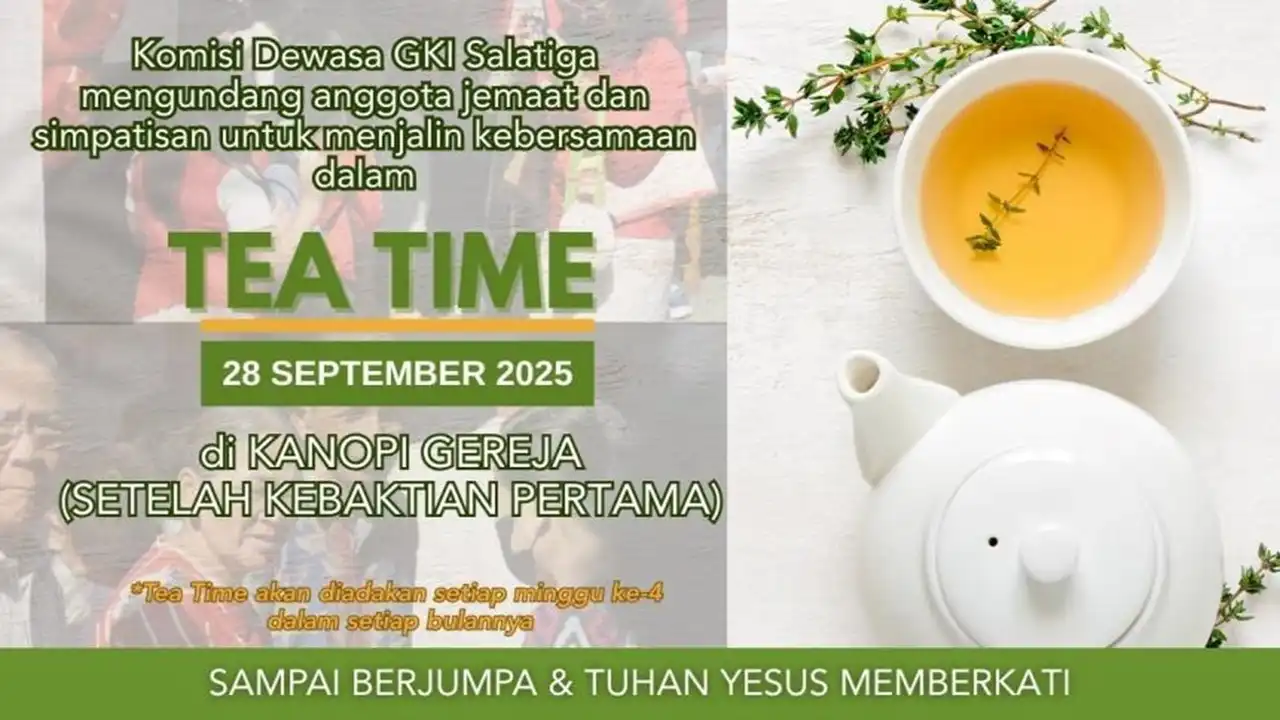 Komisi Dewasa GKI Salatiga
mengundang anggota jemaat dan
simpatisan untuk menjalin kebersamaan
dalam
TEA TIME
28 SEPTEMBER 2025
di KANOPI GEREJA
(SETELAH KEBAKTIAN PERTAMA)
*Tea Time akan diadakan setiap minggu ke-4
dalam setiap bulannya
SAMPAI BERJUMPA & TUHAN YESUS MEMBERKATI